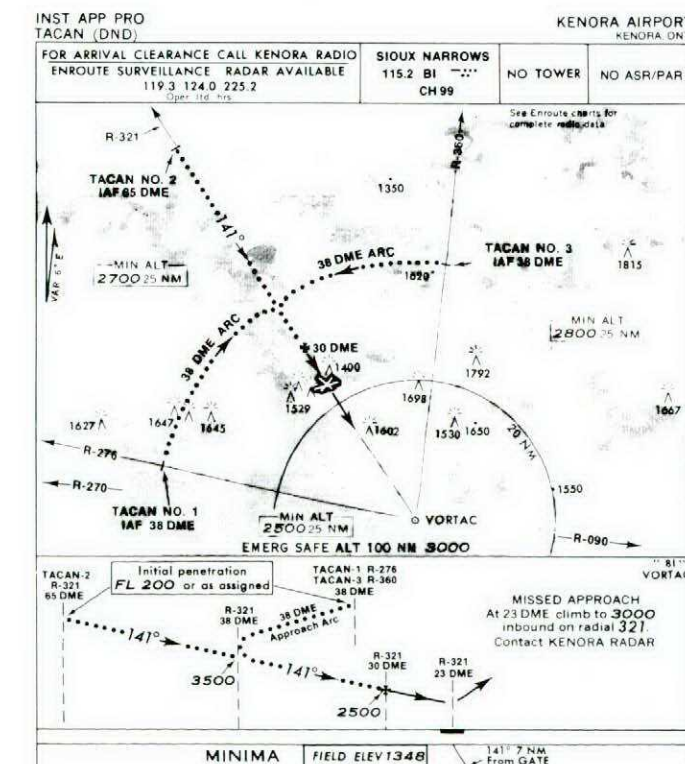 INST APP PRO
TACAN (DND)
KENORA AIRPORT
KENORA ONT
FOR ARRIVAL CLEARANCE CALL KENORA RADIO
ENROUTE SURVEILLANCE RADAR AVAILABLE
119.3 124.0 225.2
Oper ltd hrs
SIOUX NARROWS
115.2 BI
CH 99
NO TOWER
NO ASR/PAR
See Enroute charts for
complete radio data
R-321
R-360
TACAN NO. 2
IAF 65 DME
141°
1350
VAR 6° E
MIN ALT
2700 25 NM
38 DME ARC
1629
TACAN NO. 3
IAF 38 DME
1815
MIN ALT
2800 25 NM
38 DME ARC
30 DME
1400
1792
1698
1667
1627
1647
1645
1529
1602
1530
1650
20 NM
R-276
R-270
1550
TACAN NO. 1
IAF 38 DME
MIN ALT
2500 25 NM
VORTAC
R-090
EMERG SAFE ALT 100 NM 3000
TACAN-2
R-321
65 DME
Initial penetration
FL 200 or as assigned
TACAN-1 R-276
TACAN-3 R-360
38 DME
"81"
VORTAC
R-321
38 DME
38 DME
Approach Arc
MISSED APPROACH
At 23 DME climb to 3000
inbound on radial 321.
Contact KENORA RADAR
141°
3500
141°
R-321
30 DME
R-321
23 DME
2500
MINIMA
FIELD ELEV 1348
141° 7 NM
From GATE